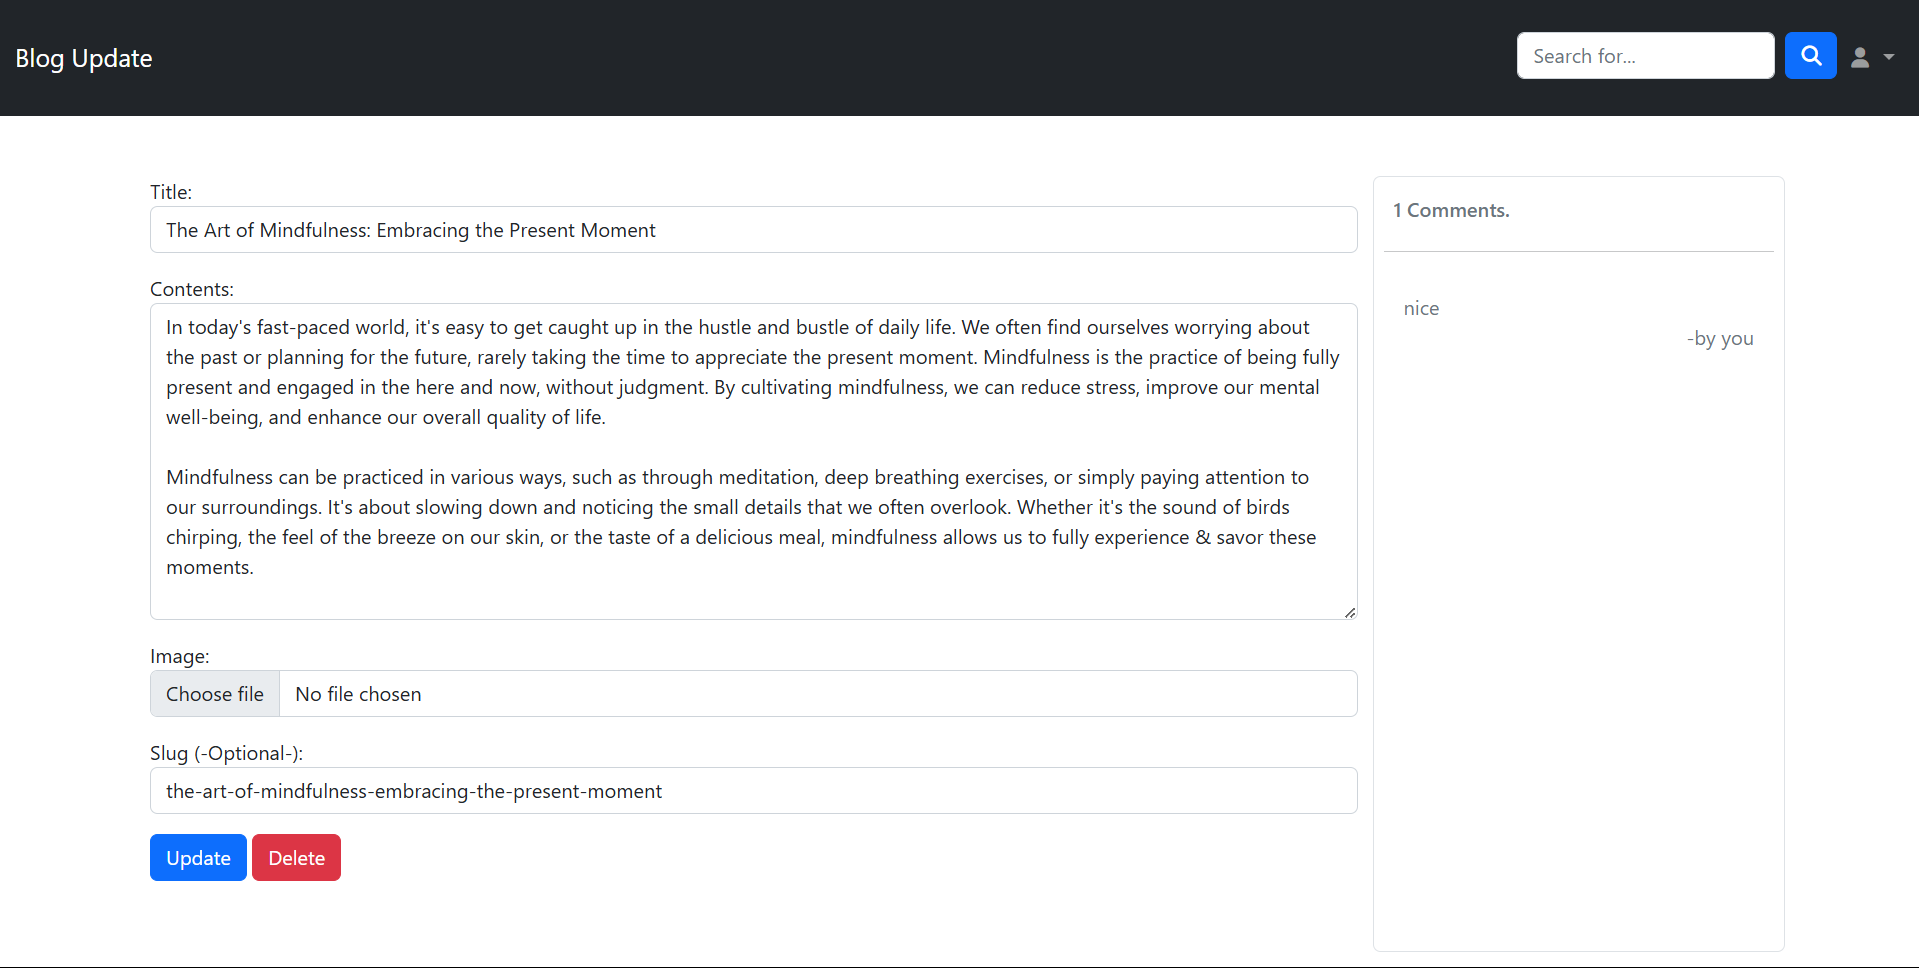 Blog Update
Search for...
Title:
The Art of Mindfulness: Embracing the Present Moment
Contents:
In today's fast-paced world, it's easy to get caught up in the hustle and bustle of daily life. We often find ourselves worrying about
the past or planning for the future, rarely taking the time to appreciate the present moment. Mindfulness is the practice of being fully
present and engaged in the here and now, without judgment. By cultivating mindfulness, we can reduce stress, improve our mental
well-being, and enhance our overall quality of life.
Mindfulness can be practiced in various ways, such as through meditation, deep breathing exercises, or simply paying attention to
our surroundings. It's about slowing down and noticing the small details that we often overlook. Whether it's the sound of birds
chirping, the feel of the breeze on our skin, or the taste of a delicious meal, mindfulness allows us to fully experience & savor these
moments.
Image:
Choose file No file chosen
Slug (-Optional-):
the-art-of-mindfulness-embracing-the-present-moment
Update Delete
1 Comments.
nice
-by you